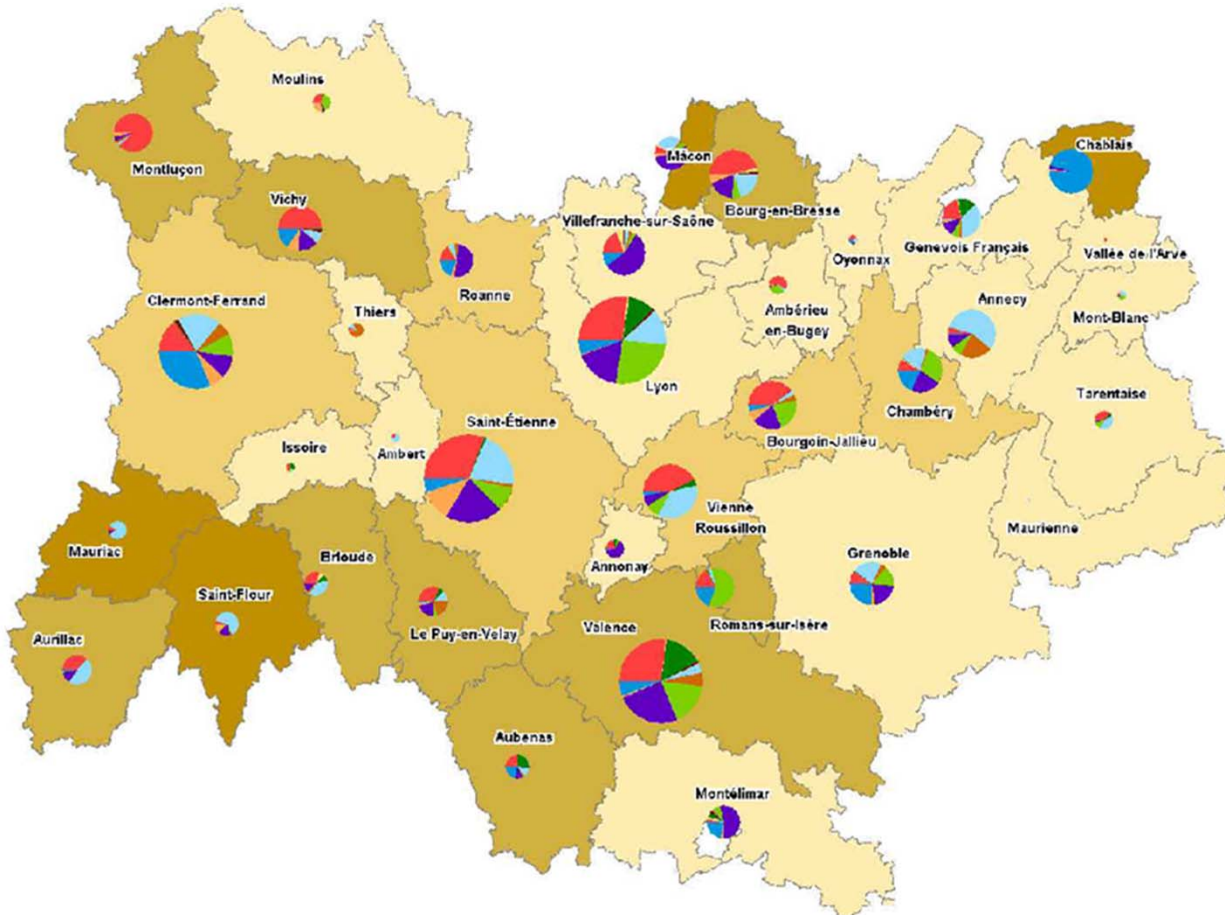 Moulins
Montluçon
Mâcon
Chablais
Vichy
Bourg-en-Bresse
Villefranche-sur-Saône
Genevois Français
Oyonnax
Vallée de l'Arve
Roanne
Clermont-Ferrand
Thiers
Annecy
Ambérieu
en-Bugey
Mont-Blanc
Lyon
Tarentaise
Chambéry
Saint-Étienne
Bourgoin-Jallieu
Issoire
Ambert
Vienne
Roussillon
Maurienne
Mauriac
Brioude
Annonay
Grenoble
Saint-Flour
Le Puy-en-Velay
Romans-sur-Isère
Valence
Aurillac
Aubenas
Montélimar